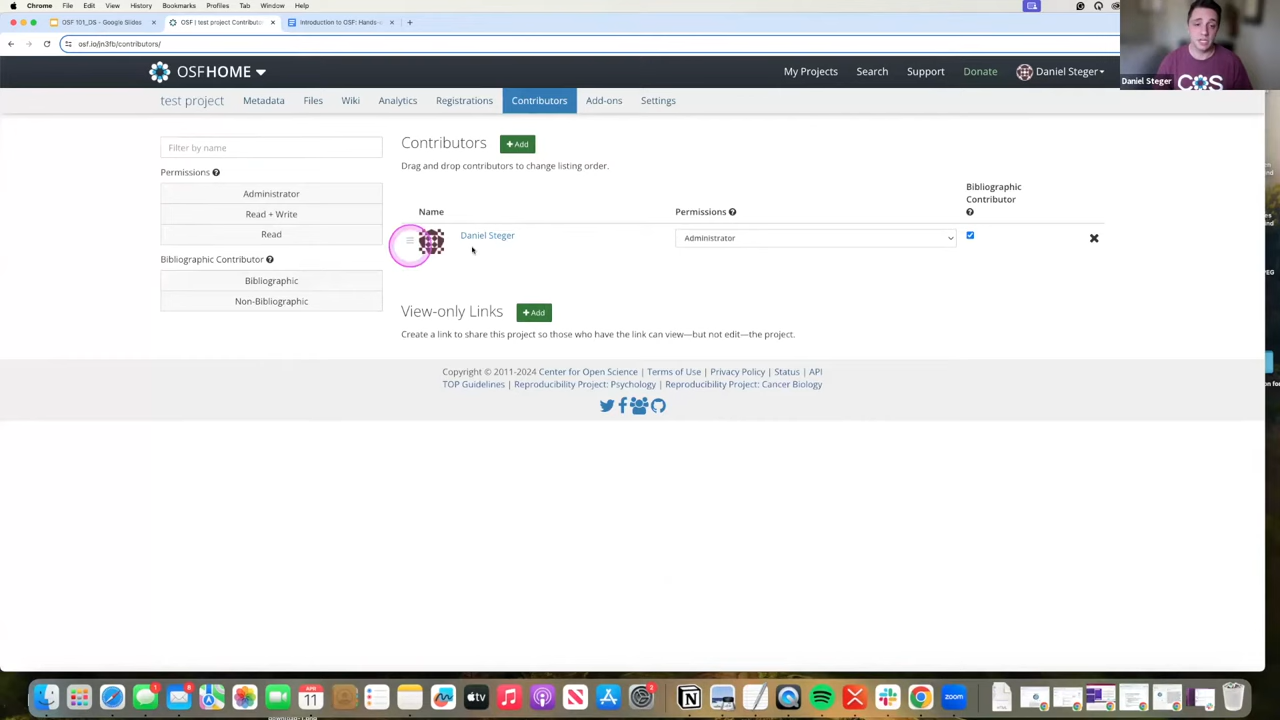 Chrome File Edit View History Bookmarks Profiles Tab Window Help
OSF 101_DS - Google Slides
OSF | test project Contributor
Introduction to OSF: Hands-
osf.io/jn3fb/contributors/
OSFHOME
My Projects
Search
Support
Donate
Daniel Steger
Daniel Steger
COS
test project
Metadata
Files
Wiki
Analytics
Registrations
Contributors
Add-ons
Settings
Filter by name
Permissions
Administrator
Read + Write
Read
Bibliographic Contributor
Bibliographic
Non-Bibliographic
Contributors
+ Add
Drag and drop contributors to change listing order.
Name
Permissions
Bibliographic
Contributor
Daniel Steger
Administrator
View-only Links
+ Add
Create a link to share this project so those who have the link can view—but not edit—the project.
Copyright © 2011-2024 Center for Open Science | Terms of Use | Privacy Policy | Status | API
TOP Guidelines | Reproducibility Project: Psychology | Reproducibility Project: Cancer Biology
APR
11
tv
zoom